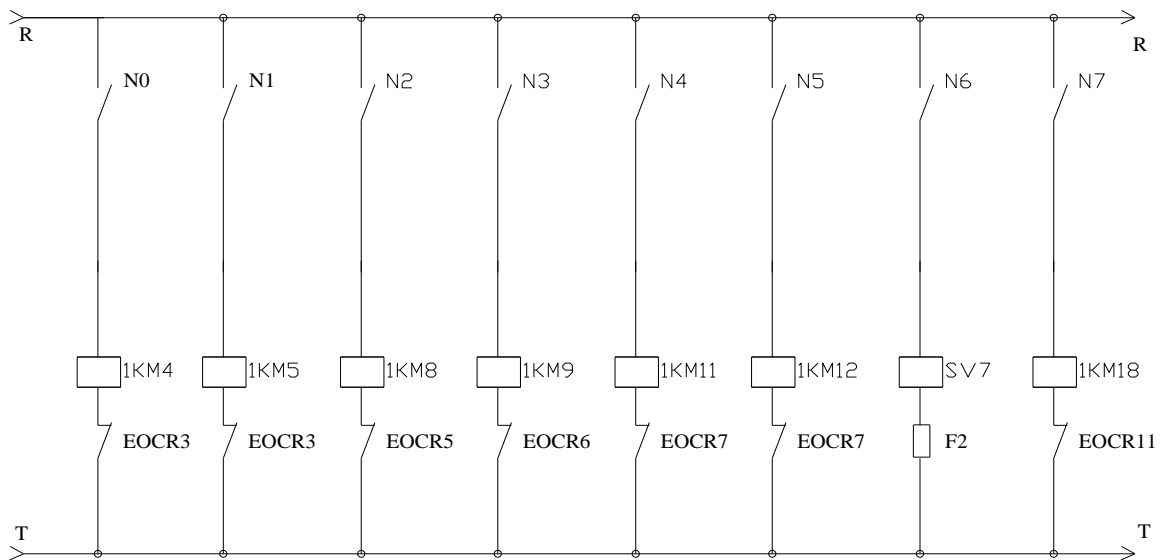 R R
N0 N1 N2 N3 N4 N5 N6 N7
1KM4 1KM5 1KM8 1KM9 1KM11 1KM12 SV7 1KM18
EOCR3 EOCR3 EOCR5 EOCR6 EOCR7 EOCR7 F2 EOCR11
T T